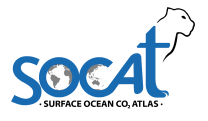 SOCAT
· SURFACE OCEAN CO₂ ATLAS ·